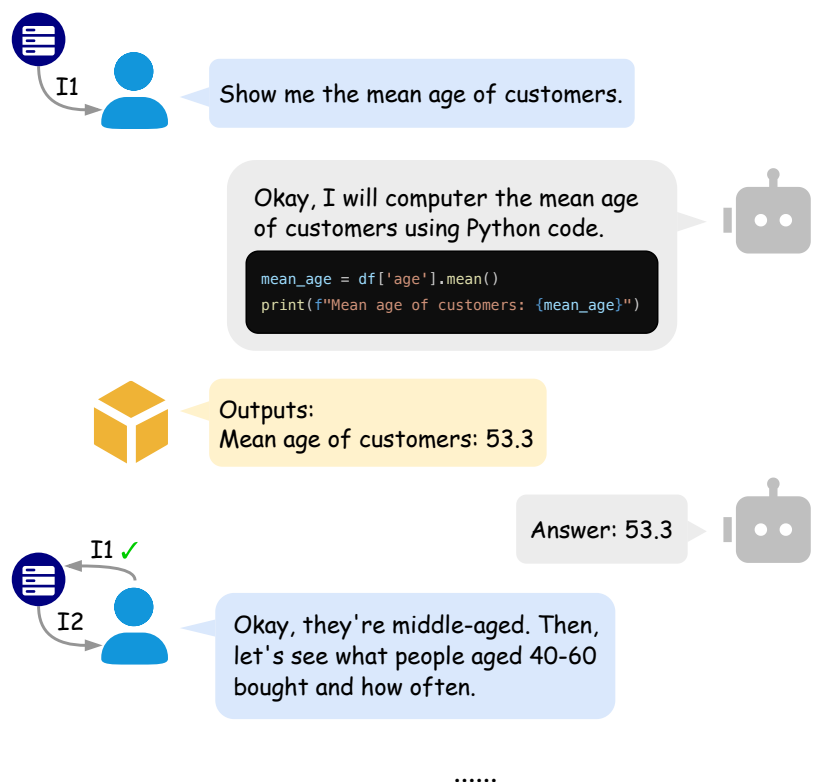 I1
Show me the mean age of customers.
Okay, I will computer the mean age
of customers using Python code.
mean_age = df['age'].mean()
print(f"Mean age of customers: {mean_age}")
Outputs:
Mean age of customers: 53.3
Answer: 53.3
I1 ✓
I2
Okay, they're middle-aged. Then,
let's see what people aged 40-60
bought and how often.
......